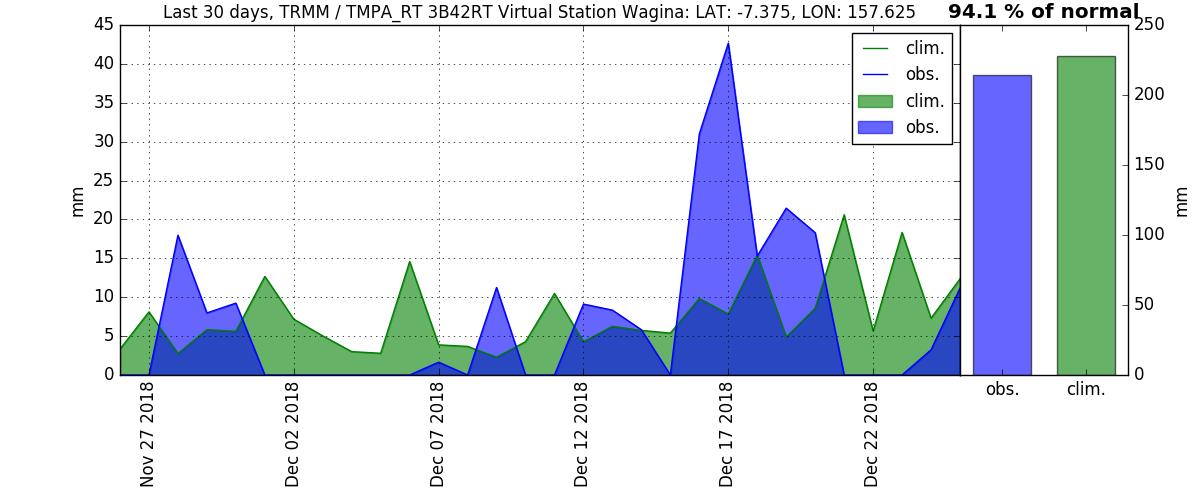 Last 30 days, TRMM / TMPA_RT 3B42RT Virtual Station Wagina: LAT: -7.375, LON: 157.625
94.1 % of normal
45
40
35
30
25
20
15
10
5
0
mm
clim.
obs.
clim.
obs.
Nov 27 2018
Dec 02 2018
Dec 07 2018
Dec 12 2018
Dec 17 2018
Dec 22 2018
250
200
150
100
50
0
mm
obs.
clim.